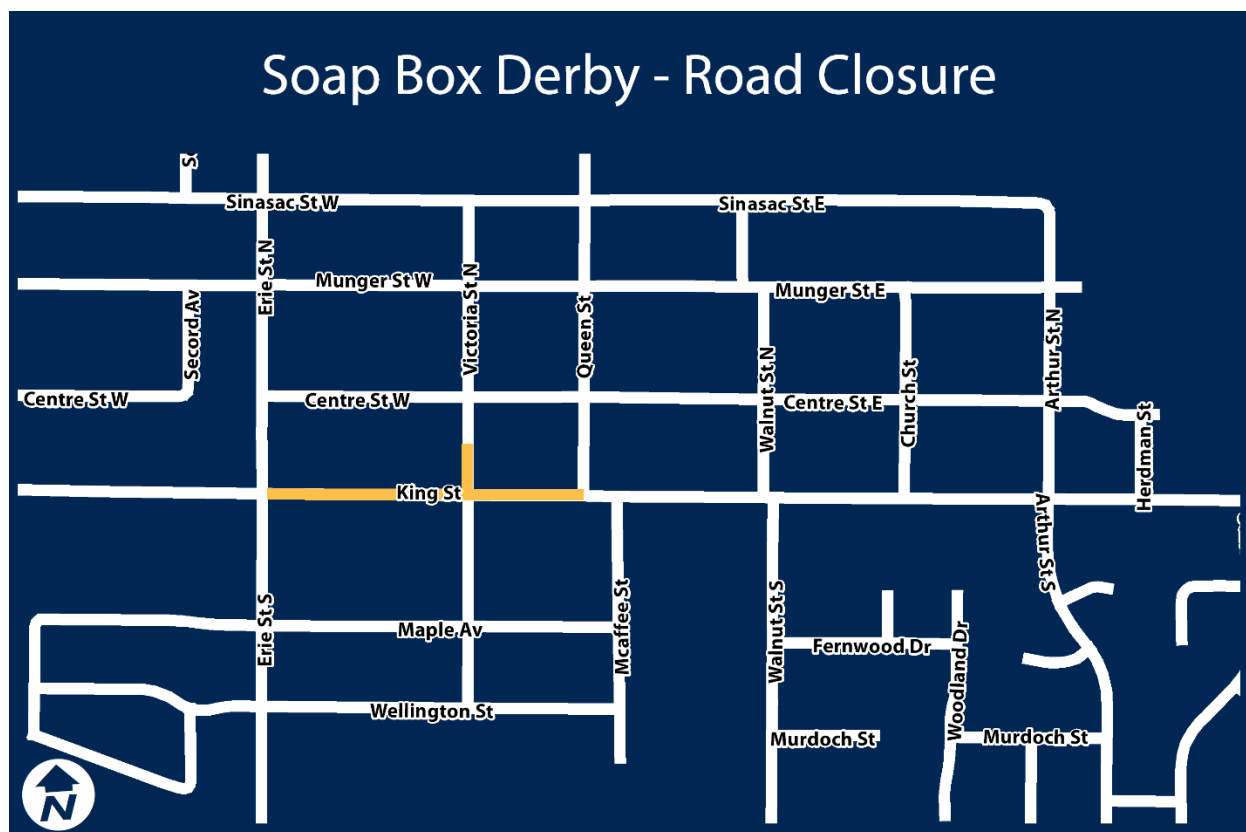 Soap Box Derby - Road Closure
Sinasac St W
Sinasac St E
Erie St N
Munger St W
Victoria St N
Munger St E
Secord Av
Queen St
Arthur St N
Centre St W
Centre St W
Walnut St N
Centre St E
Church St
Herdman St
King St
Arthur St S
Erie St S
Maple Av
Mcaffee St
Walnut St S
Fernwood Dr
Woodland Dr
Wellington St
Murdoch St
Murdoch St
N